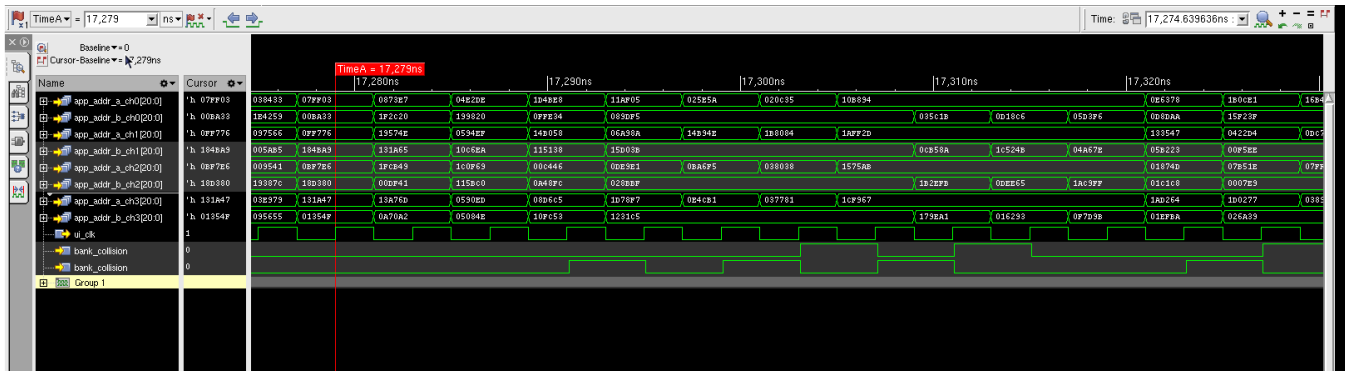 TimeA = 17,279 ns Time: 17,274.639636ns :
Baseline = 0
Cursor-Baseline = 17,279ns
TimeA = 17,279ns
Name Cursor 17,280ns 17,290ns 17,300ns 17,310ns 17,320ns
app_addr_a_ch0[20:0] 'h 07FF03 038433 07FF03 0873E7 04E2DE 1D4BE8 11AF05 025E5A 020C35 10B894 0E6378 1B0CE1
app_addr_b_ch0[20:0] 'h 00BA33 1E4259 00BA33 1F2C20 199820 0FFE34 089DF5 035C1B 0D18C6 05D3F6 0D8DAA 15F23F
app_addr_a_ch1[20:0] 'h 0FF776 097566 0FF776 19574E 0594EF 14D058 06A98A 14B94E 1B8084 1AFF2D 133547 0422D4 0DC7
app_addr_b_ch1[20:0] 'h 184BA9 005AB5 184BA9 131A65 10C6EA 115138 15D03B 0CB58A 1C524B 04A67E 05B223 00F5EE
app_addr_a_ch2[20:0] 'h 0BF7E6 009541 0BF7E6 1FCB49 1C0F69 00C446 0DE9E1 0BA6F5 038038 1575AB 01874D 07B51E 07FF
app_addr_b_ch2[20:0] 'h 18D380 19387C 18D380 00DF41 115BC0 0A48FC 028BBF 1B2EFB 0DEE65 1AC9FF 01C1C8 0007E9
app_addr_a_ch3[20:0] 'h 131A47 03E979 131A47 13A76D 0590ED 08D6C5 1D78F7 0E4CB1 037781 1CF967 1AD264 1D0277
app_addr_b_ch3[20:0] 'h 01354F 095655 01354F 0A70A2 05084E 10FC53 1231C5 179EA1 016293 0F7D9B 01EFBA 026A39
ui_clk 1
bank_collision 0
bank_collision 0
Group 1